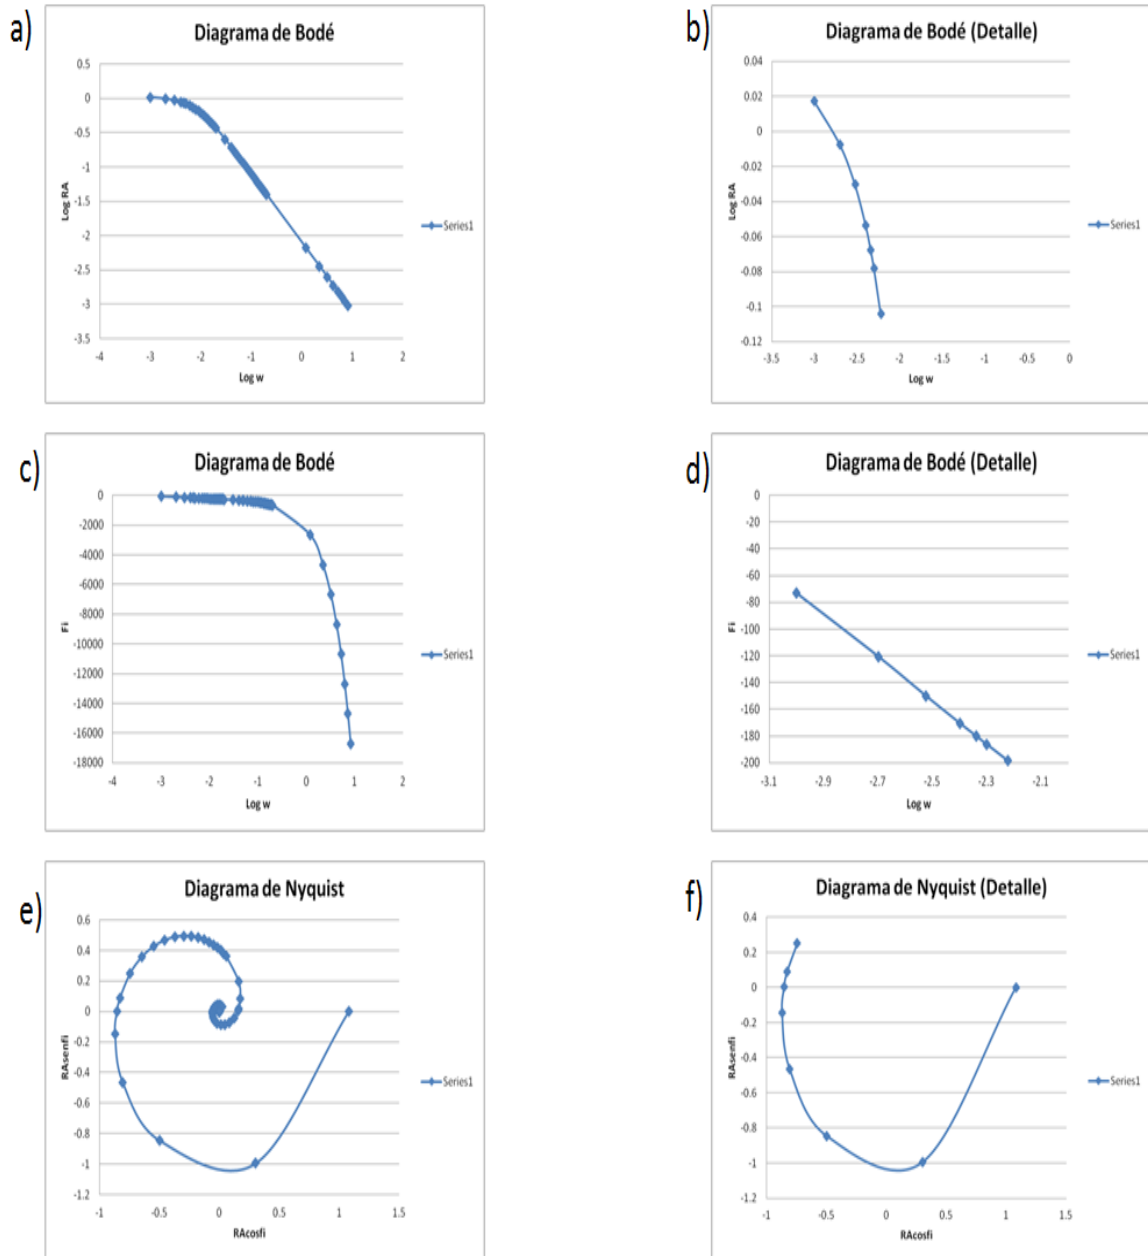 a)
Diagrama de Bodé
0.5
0
-0.5
-1
-1.5
-2
-2.5
-3
-3.5
-4 -3 -2 -1 0 1 2
Log RA
Log w
Series1
b)
Diagrama de Bodé (Detalle)
0.04
0.02
0
-0.02
-0.04
-0.06
-0.08
-0.1
-0.12
-3.5 -3 -2.5 -2 -1.5 -1 -0.5 0
Log RA
Log w
Series1
c)
Diagrama de Bodé
0
-2000
-4000
-6000
-8000
-10000
-12000
-14000
-16000
-18000
-4 -3 -2 -1 0 1 2
Fi
Log w
Series1
d)
Diagrama de Bodé (Detalle)
0
-20
-40
-60
-80
-100
-120
-140
-160
-180
-200
-3.1 -2.9 -2.7 -2.5 -2.3 -2.1
Fi
Log w
Series1
e)
Diagrama de Nyquist
0.6
0.4
0.2
0
-0.2
-0.4
-0.6
-0.8
-1
-1.2
-1 -0.5 0 0.5 1 1.5
RAsenfi
RAcosfi
Series1
f)
Diagrama de Nyquist (Detalle)
0.4
0.2
0
-0.2
-0.4
-0.6
-0.8
-1
-1.2
-1 -0.5 0 0.5 1 1.5
RAsenfi
RAcosfi
Series1